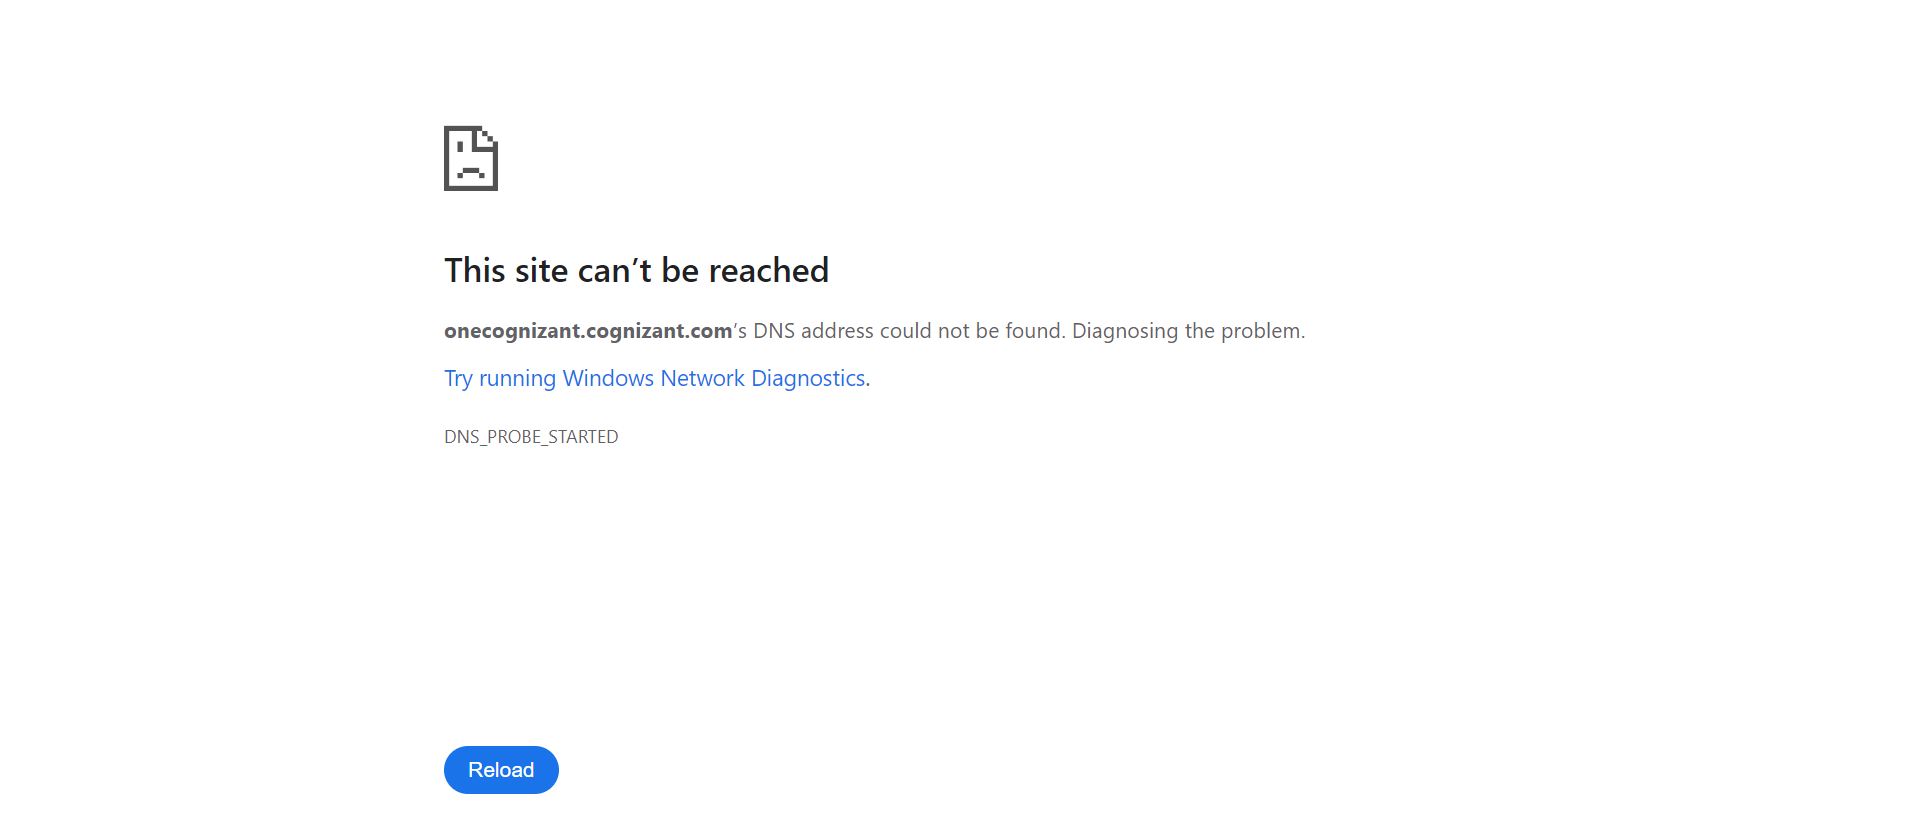 This site can’t be reached
onecognizant.cognizant.com’s DNS address could not be found. Diagnosing the problem.
Try running Windows Network Diagnostics.
DNS_PROBE_STARTED
Reload